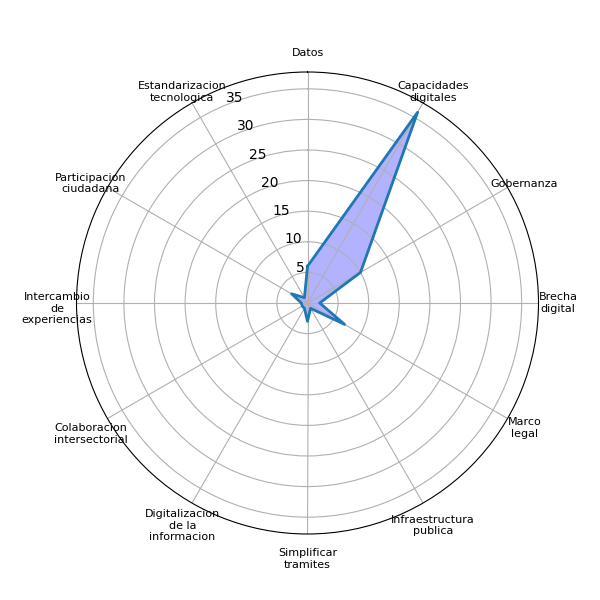 Datos
Capacidades
digitales
Gobernanza
Brecha
digital
Marco
legal
Infraestructura
publica
Simplificar
tramites
Digitalizacion
de la
informacion
Colaboracion
intersectorial
Intercambio
de
experiencias
Participacion
ciudadana
Estandarizacion
tecnologica
35
30
25
20
15
10
5